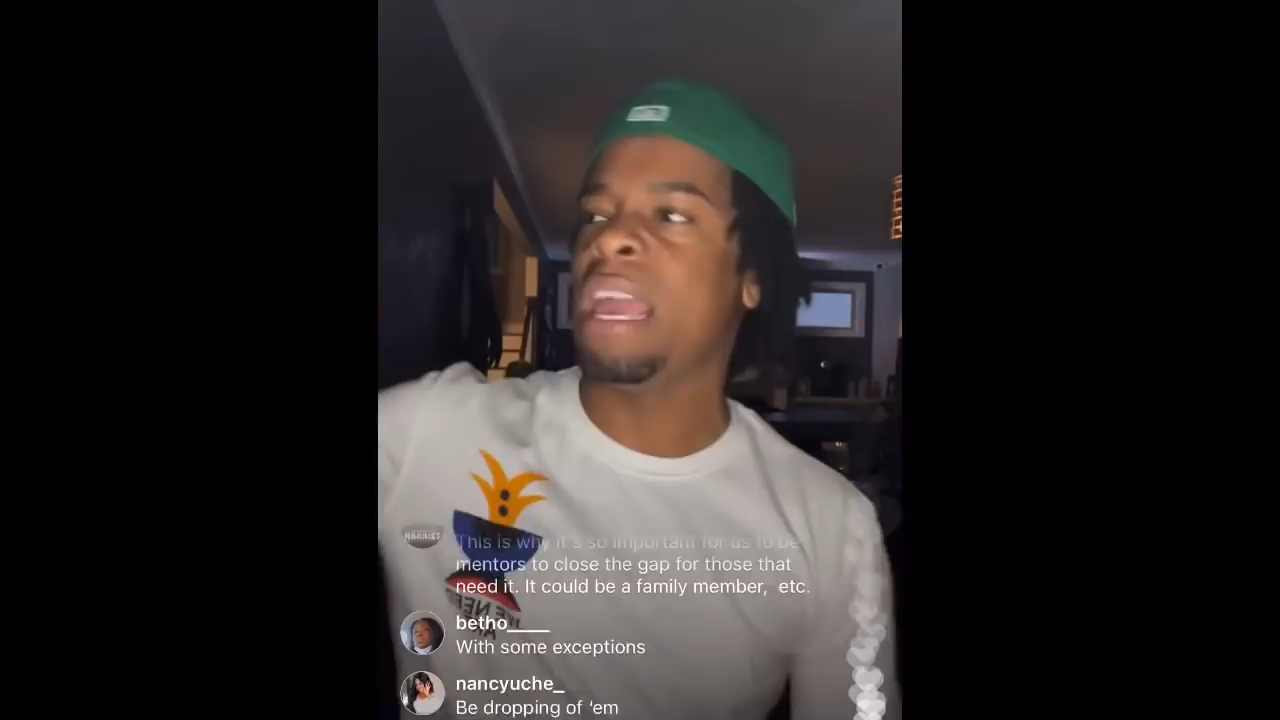 This is why it's so important for us to be
mentors to close the gap for those that
need it. It could be a family member, etc.
betho____
With some exceptions
nancyuche_
Be dropping of ‘em